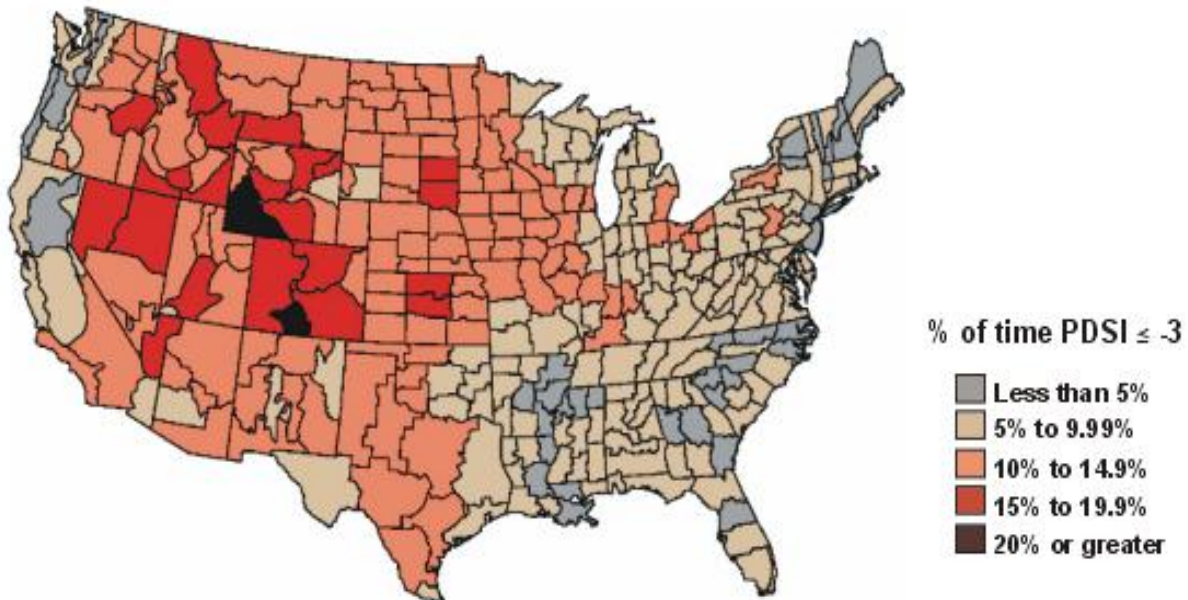 % of time PDSI ≤ -3
Less than 5%
5% to 9.99%
10% to 14.9%
15% to 19.9%
20% or greater